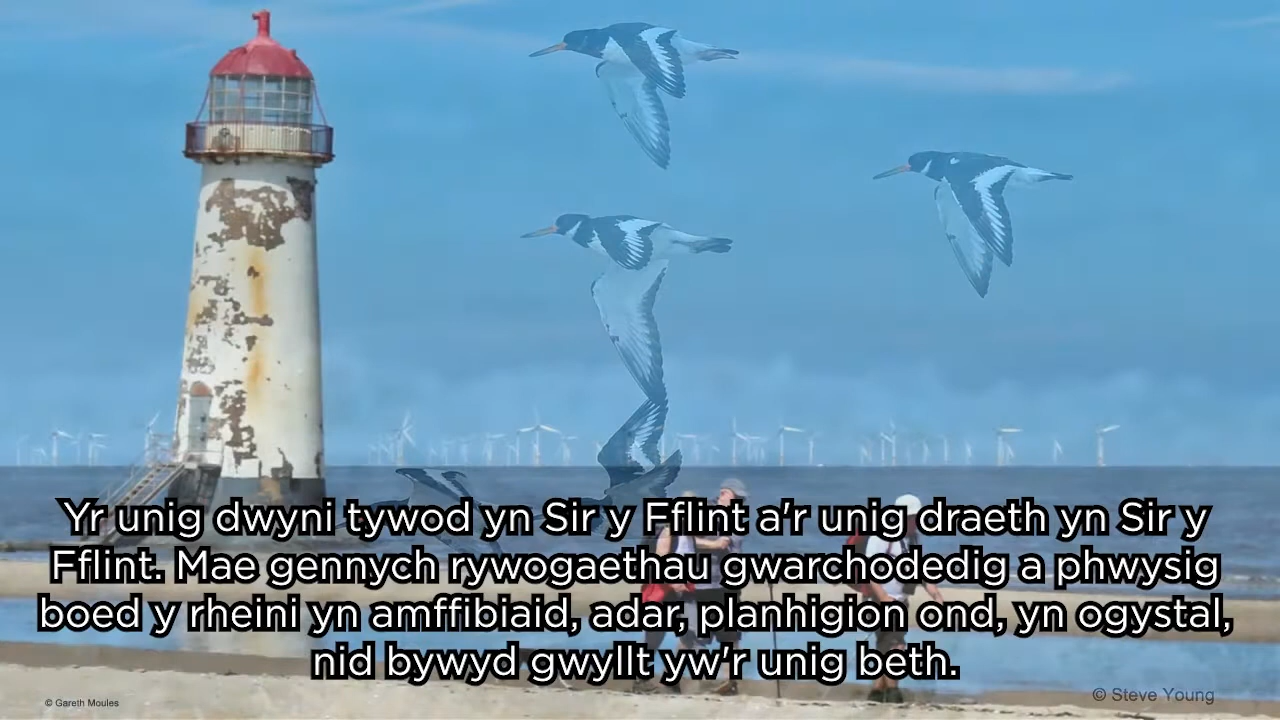 Yr unig dwyni tywod yn Sir y Fflint a'r unig draeth yn Sir y
Fflint. Mae gennych rywogaethau gwarchodedig a phwysig
boed y rheini yn amffibiaid, adar, planhigion ond, yn ogystal,
nid bywyd gwyllt yw'r unig beth.
© Gareth Moules
© Steve Young